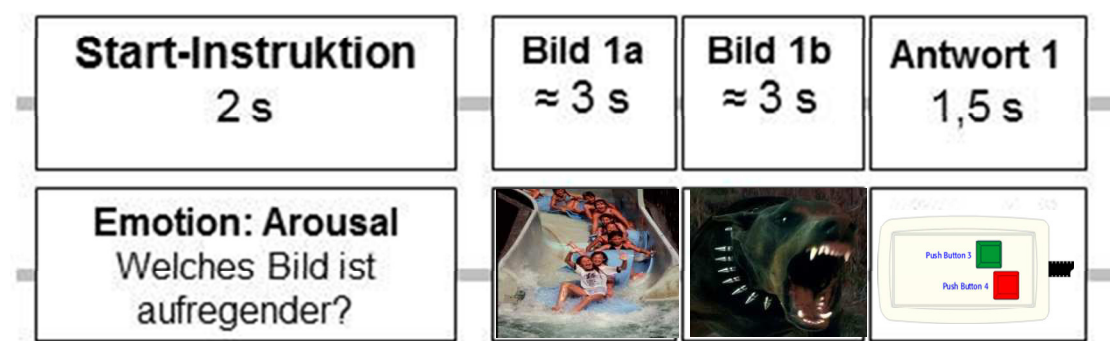 Start-Instruktion
2 s
Bild 1a
≈ 3 s
Bild 1b
≈ 3 s
Antwort 1
1,5 s
Emotion: Arousal
Welches Bild ist
aufregender?
Push Button 3
Push Button 4